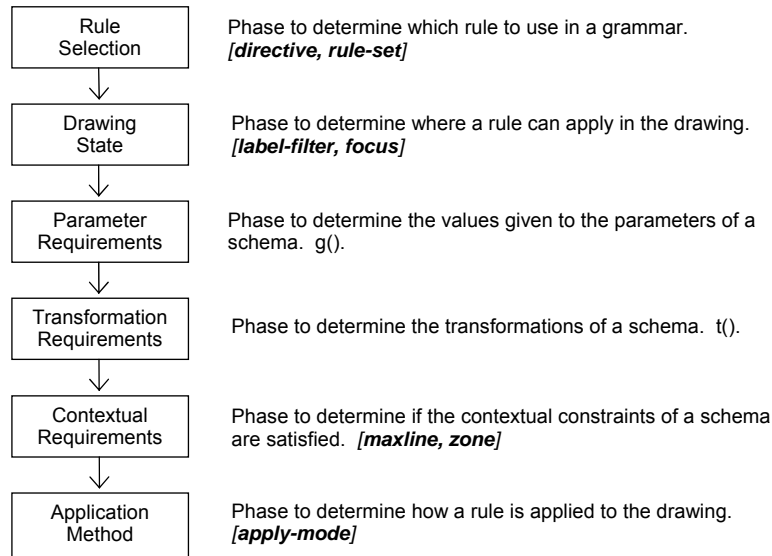 Rule
Selection
Phase to determine which rule to use in a grammar.
[directive, rule-set]
Drawing
State
Phase to determine where a rule can apply in the drawing.
[label-filter, focus]
Parameter
Requirements
Phase to determine the values given to the parameters of a
schema. g().
Transformation
Requirements
Phase to determine the transformations of a schema. t().
Contextual
Requirements
Phase to determine if the contextual constraints of a schema
are satisfied. [maxline, zone]
Application
Method
Phase to determine how a rule is applied to the drawing.
[apply-mode]